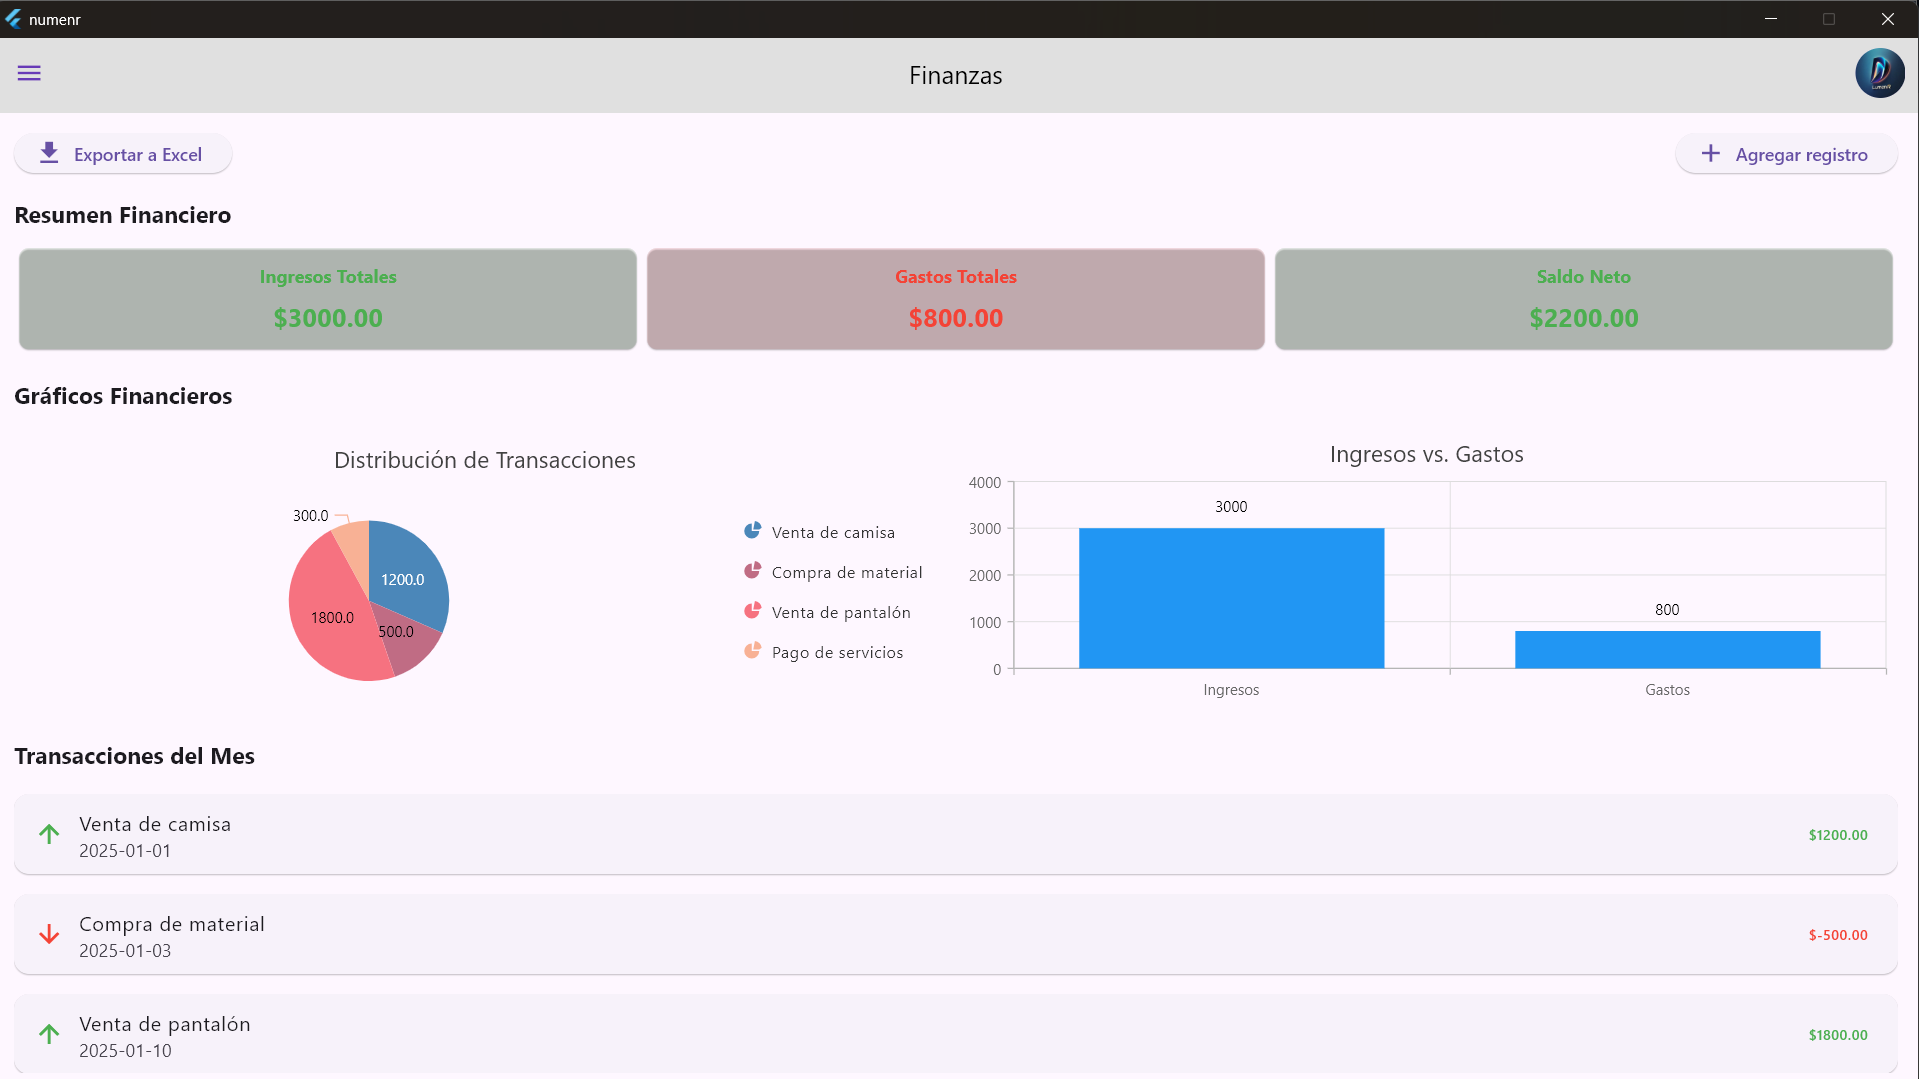 numenr
Finanzas
Exportar a Excel
Agregar registro
Resumen Financiero
Ingresos Totales
$3000.00
Gastos Totales
$800.00
Saldo Neto
$2200.00
Gráficos Financieros
Distribución de Transacciones
300.0
1200.0
1800.0
500.0
Venta de camisa
Compra de material
Venta de pantalón
Pago de servicios
Ingresos vs. Gastos
4000
3000
2000
1000
0
3000
800
Ingresos
Gastos
Transacciones del Mes
Venta de camisa
2025-01-01
$1200.00
Compra de material
2025-01-03
$-500.00
Venta de pantalón
2025-01-10
$1800.00